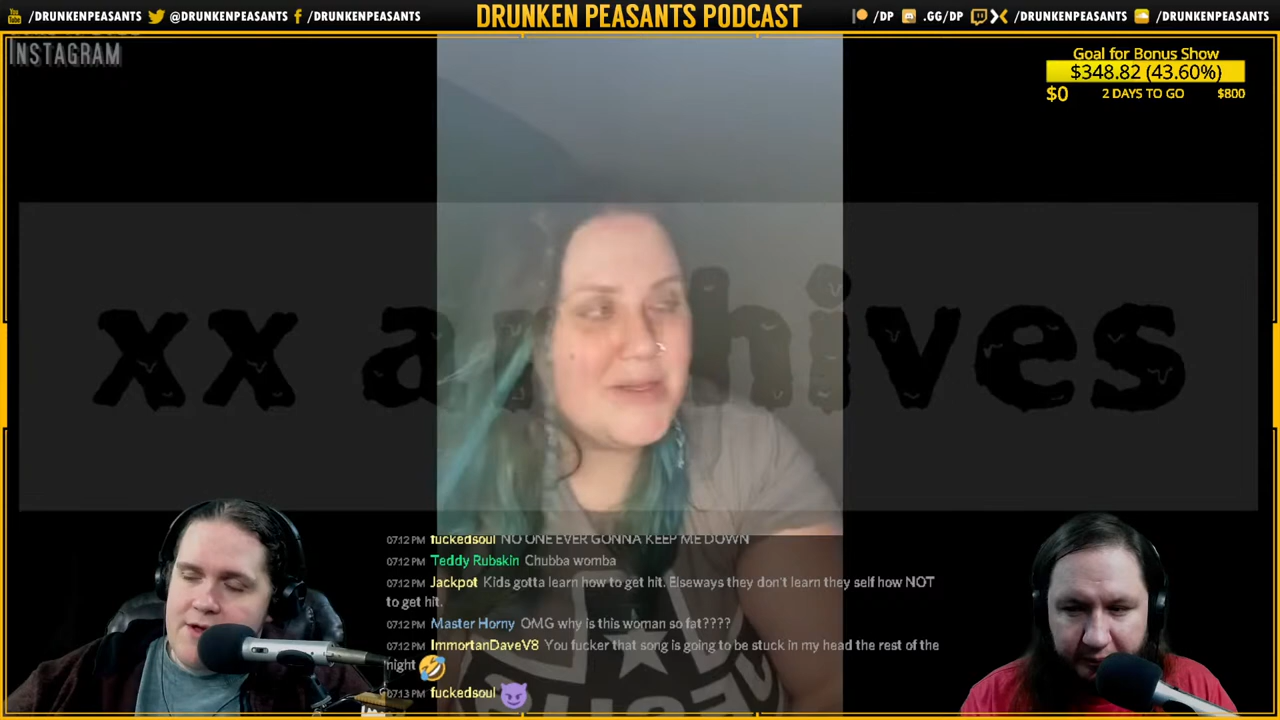 /DRUNKENPEASANTS @DRUNKENPEASANTS /DRUNKENPEASANTS DRUNKEN PEASANTS PODCAST /DP .GG/DP /DRUNKENPEASANTS /DRUNKENPEASANTS
INSTAGRAM
Goal for Bonus Show
$348.82 (43.60%)
$0 2 DAYS TO GO $800
xx archives
07:12 PM fuckedsoul NO ONE EVER GONNA KEEP ME DOWN
07:12 PM Teddy Rubskin Chubba womba
07:12 PM Jackpot Kids gotta learn how to get hit. Elseways they don't learn they self how NOT
to get hit.
07:12 PM Master Horny OMG why is this woman so fat????
07:12 PM ImmortanDaveV8 You fucker that song is going to be stuck in my head the rest of the
night 🤣
07:13 PM fuckedsoul 😈